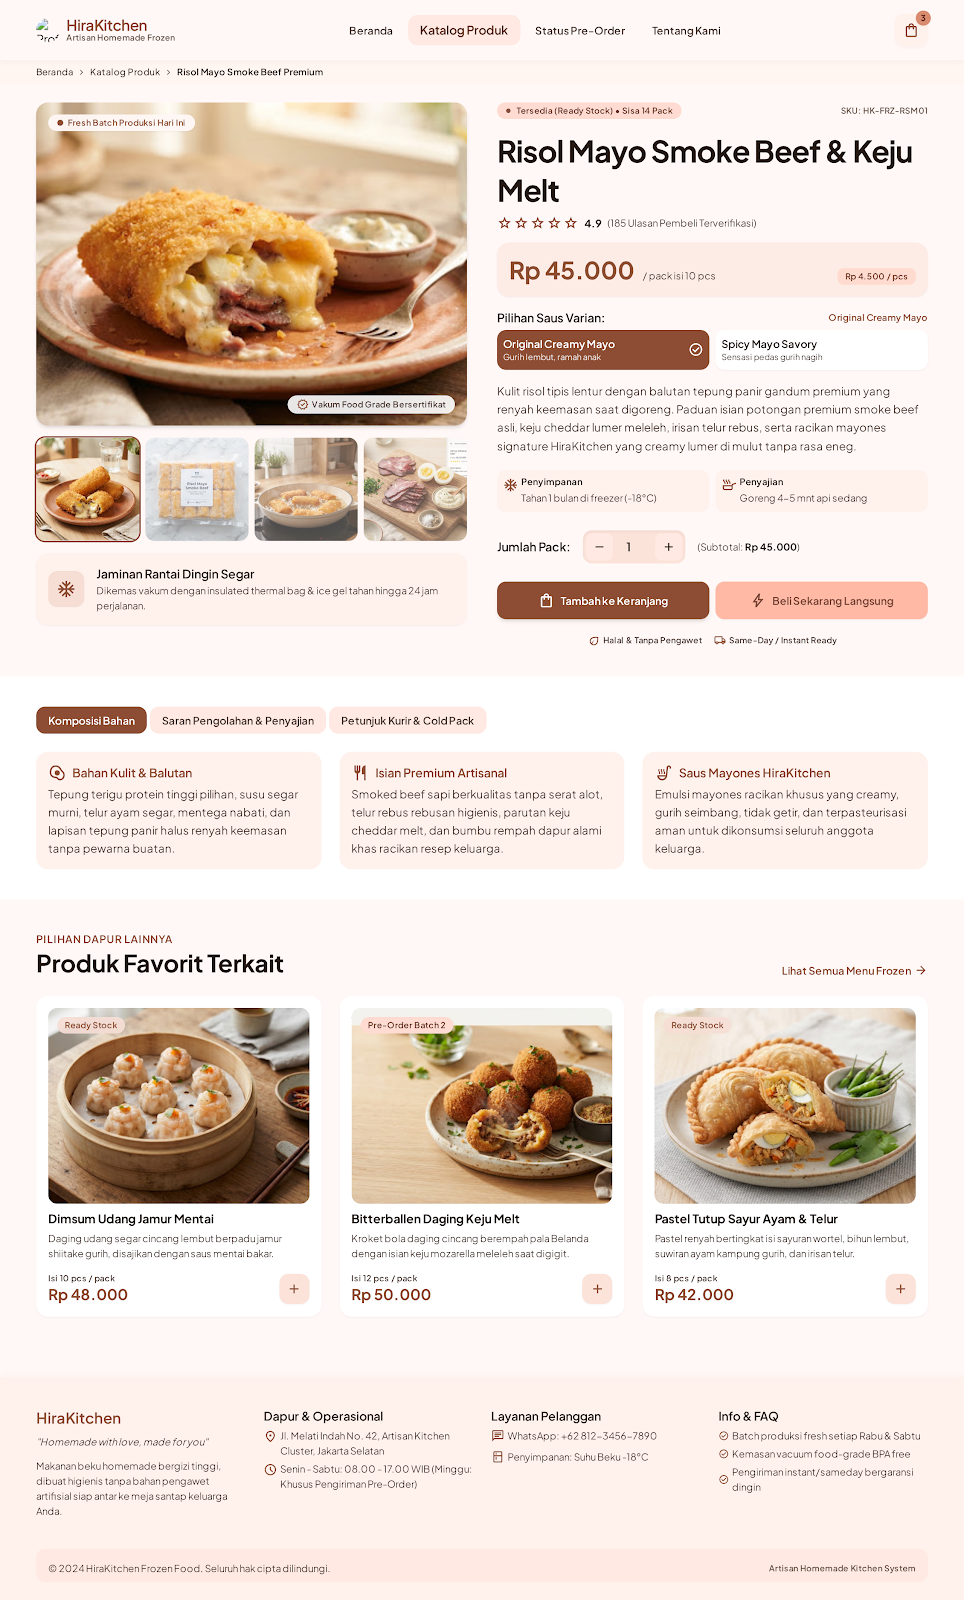 HiraKitchen
Artisan Homemade Frozen
Beranda
Katalog Produk
Status Pre-Order
Tentang Kami
3
Beranda > Katalog Produk > Risol Mayo Smoke Beef Premium
Fresh Batch Produksi Hari Ini
Vakum Food Grade Bersertifikat
Jaminan Rantai Dingin Segar
Dikemas vakum dengan insulated thermal bag & ice gel tahan hingga 24 jam
perjalanan.
Tersedia (Ready Stock) • Sisa 14 Pack
SKU: HK-FRZ-RSM01
Risol Mayo Smoke Beef & Keju
Melt
4.9 (185 Ulasan Pembeli Terverifikasi)
Rp 45.000 / pack isi 10 pcs
Rp 4.500 / pcs
Pilihan Saus Varian:
Original Creamy Mayo
Original Creamy Mayo
Gurih lembut, ramah anak
Spicy Mayo Savory
Sensasi pedas gurih nagih
Kulit risol tipis lentur dengan balutan tepung panir gandum premium yang
renyah keemasan saat digoreng. Paduan isian potongan premium smoke beef
asli, keju cheddar lumer meleleh, irisan telur rebus, serta racikan mayones
signature HiraKitchen yang creamy lumer di mulut tanpa rasa eneg.
Penyimpanan
Tahan 1 bulan di freezer (-18°C)
Penyajian
Goreng 4-5 mnt api sedang
Jumlah Pack:
− 1 +
(Subtotal: Rp 45.000)
Tambah ke Keranjang
Beli Sekarang Langsung
Halal & Tanpa Pengawet
Same-Day / Instant Ready
Komposisi Bahan
Saran Pengolahan & Penyajian
Petunjuk Kurir & Cold Pack
Bahan Kulit & Balutan
Tepung terigu protein tinggi pilihan, susu segar
murni, telur ayam segar, mentega nabati, dan
lapisan tepung panir halus renyah keemasan
tanpa pewarna buatan.
Isian Premium Artisanal
Smoked beef sapi berkualitas tanpa serat alot,
telur rebus rebusan higienis, parutan keju
cheddar melt, dan bumbu rempah dapur alami
khas racikan resep keluarga.
Saus Mayones HiraKitchen
Emulsi mayones racikan khusus yang creamy,
gurih seimbang, tidak getir, dan terpasteurisasi
aman untuk dikonsumsi seluruh anggota
keluarga.
PILIHAN DAPUR LAINNYA
Produk Favorit Terkait
Lihat Semua Menu Frozen →
Ready Stock
Dimsum Udang Jamur Mentai
Daging udang segar cincang lembut berpadu jamur
shiitake gurih, disajikan dengan saus mentai bakar.
Isi 10 pcs / pack
Rp 48.000
+
Pre-Order Batch 2
Bitterballen Daging Keju Melt
Kroket bola daging cincang berempah pala Belanda
dengan isian keju mozarella meleleh saat digigit.
Isi 12 pcs / pack
Rp 50.000
+
Ready Stock
Pastel Tutup Sayur Ayam & Telur
Pastel renyah bertingkat isi sayuran wortel, bihun lembut,
suwiran ayam kampung gurih, dan irisan telur.
Isi 8 pcs / pack
Rp 42.000
+
HiraKitchen
"Homemade with love, made for you"
Makanan beku homemade bergizi tinggi,
dibuat higienis tanpa bahan pengawet
artifisial siap antar ke meja santap keluarga
Anda.
Dapur & Operasional
Jl. Melati Indah No. 42, Artisan Kitchen
Cluster, Jakarta Selatan
Senin - Sabtu: 08.00 - 17.00 WIB (Minggu:
Khusus Pengiriman Pre-Order)
Layanan Pelanggan
WhatsApp: +62 812-3456-7890
Penyimpanan: Suhu Beku -18°C
Info & FAQ
Batch produksi fresh setiap Rabu & Sabtu
Kemasan vacuum food-grade BPA free
Pengiriman instant/sameday bergaransi
dingin
© 2024 HiraKitchen Frozen Food. Seluruh hak cipta dilindungi.
Artisan Homemade Kitchen System